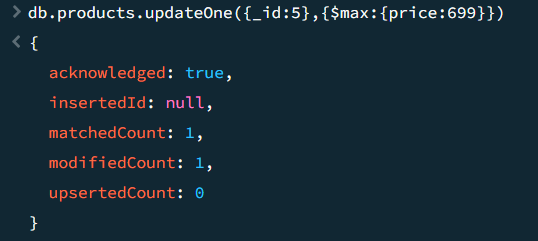 > db.products.updateOne({_id:5},{$max:{price:699}})
< {
acknowledged: true,
insertedId: null,
matchedCount: 1,
modifiedCount: 1,
upsertedCount: 0
}